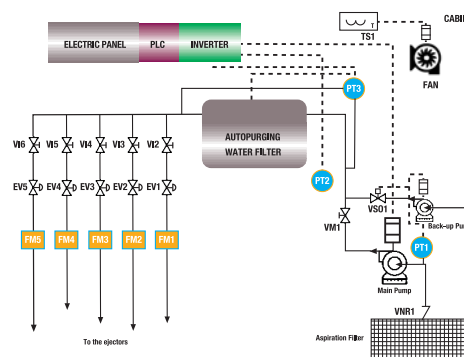 CABI
T
TS1
ELECTRIC PANEL PLC INVERTER
FAN
PT3
AUTOPURGING
WATER FILTER
VI6 VI5 VI4 VI3 VI2
PT2
EV5 EV4 EV3 EV2 EV1
VS01
VM1
Back-up Pu
FM5 FM4 FM3 FM2 FM1
PT1
Main Pump
VNR1
To the ejectors
Aspiration Filter